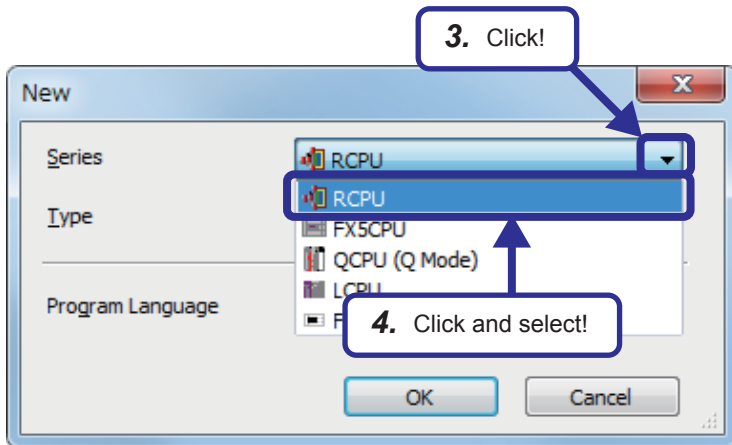 3. Click!
New
Series
RCPU
RCPU
Type
FX5CPU
QCPU (Q Mode)
LCPU
Program Language
4. Click and select!
OK
Cancel